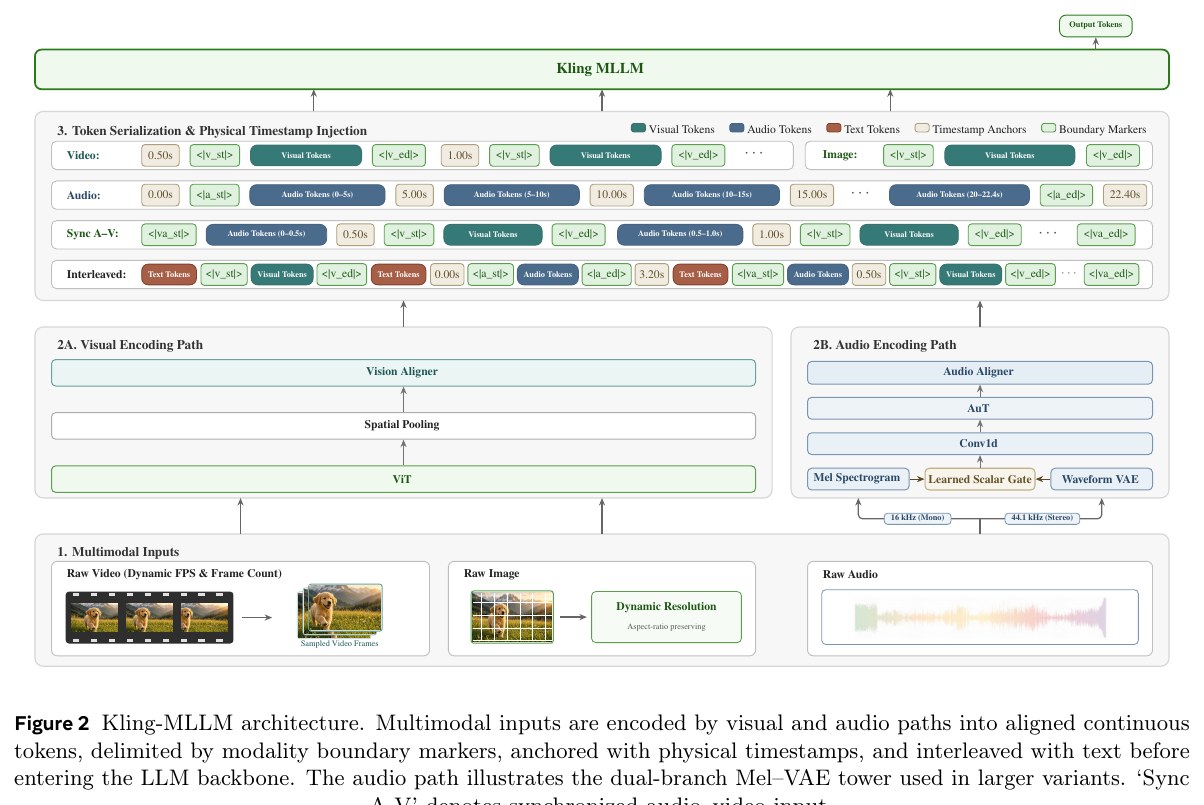 Output Tokens
Kling MLLM
3. Token Serialization & Physical Timestamp Injection
Visual Tokens Audio Tokens Text Tokens Timestamp Anchors Boundary Markers
Video: 0.50s <|v_st|> Visual Tokens <|v_ed|> 1.00s <|v_st|> Visual Tokens <|v_ed|> ···
Image: <|v_st|> Visual Tokens <|v_ed|>
Audio: 0.00s <|a_st|> Audio Tokens (0–5s) 5.00s Audio Tokens (5–10s) 10.00s Audio Tokens (10–15s) 15.00s ··· Audio Tokens (20–22.4s) <|a_ed|> 22.40s
Sync A–V: <|va_st|> Audio Tokens (0–0.5s) 0.50s <|v_st|> Visual Tokens <|v_ed|> Audio Tokens (0.5–1.0s) 1.00s <|v_st|> Visual Tokens <|v_ed|> ··· <|va_ed|>
Interleaved: Text Tokens <|v_st|> Visual Tokens <|v_ed|> Text Tokens 0.00s <|a_st|> Audio Tokens <|a_ed|> 3.20s Text Tokens <|va_st|> Audio Tokens 0.50s <|v_st|> Visual Tokens <|v_ed|> ··· <|va_ed|>
2A. Visual Encoding Path
Vision Aligner
Spatial Pooling
ViT
2B. Audio Encoding Path
Audio Aligner
AuT
Conv1d
Mel Spectrogram Learned Scalar Gate Waveform VAE
16 kHz (Mono) 44.1 kHz (Stereo)
1. Multimodal Inputs
Raw Video (Dynamic FPS & Frame Count)
Sampled Video Frames
Raw Image
Dynamic Resolution
Aspect-ratio preserving
Raw Audio
Figure 2 Kling-MLLM architecture. Multimodal inputs are encoded by visual and audio paths into aligned continuous
tokens, delimited by modality boundary markers, anchored with physical timestamps, and interleaved with text before
entering the LLM backbone. The audio path illustrates the dual-branch Mel–VAE tower used in larger variants. ‘Sync
A-V’ denotes synchronized audio–video input.